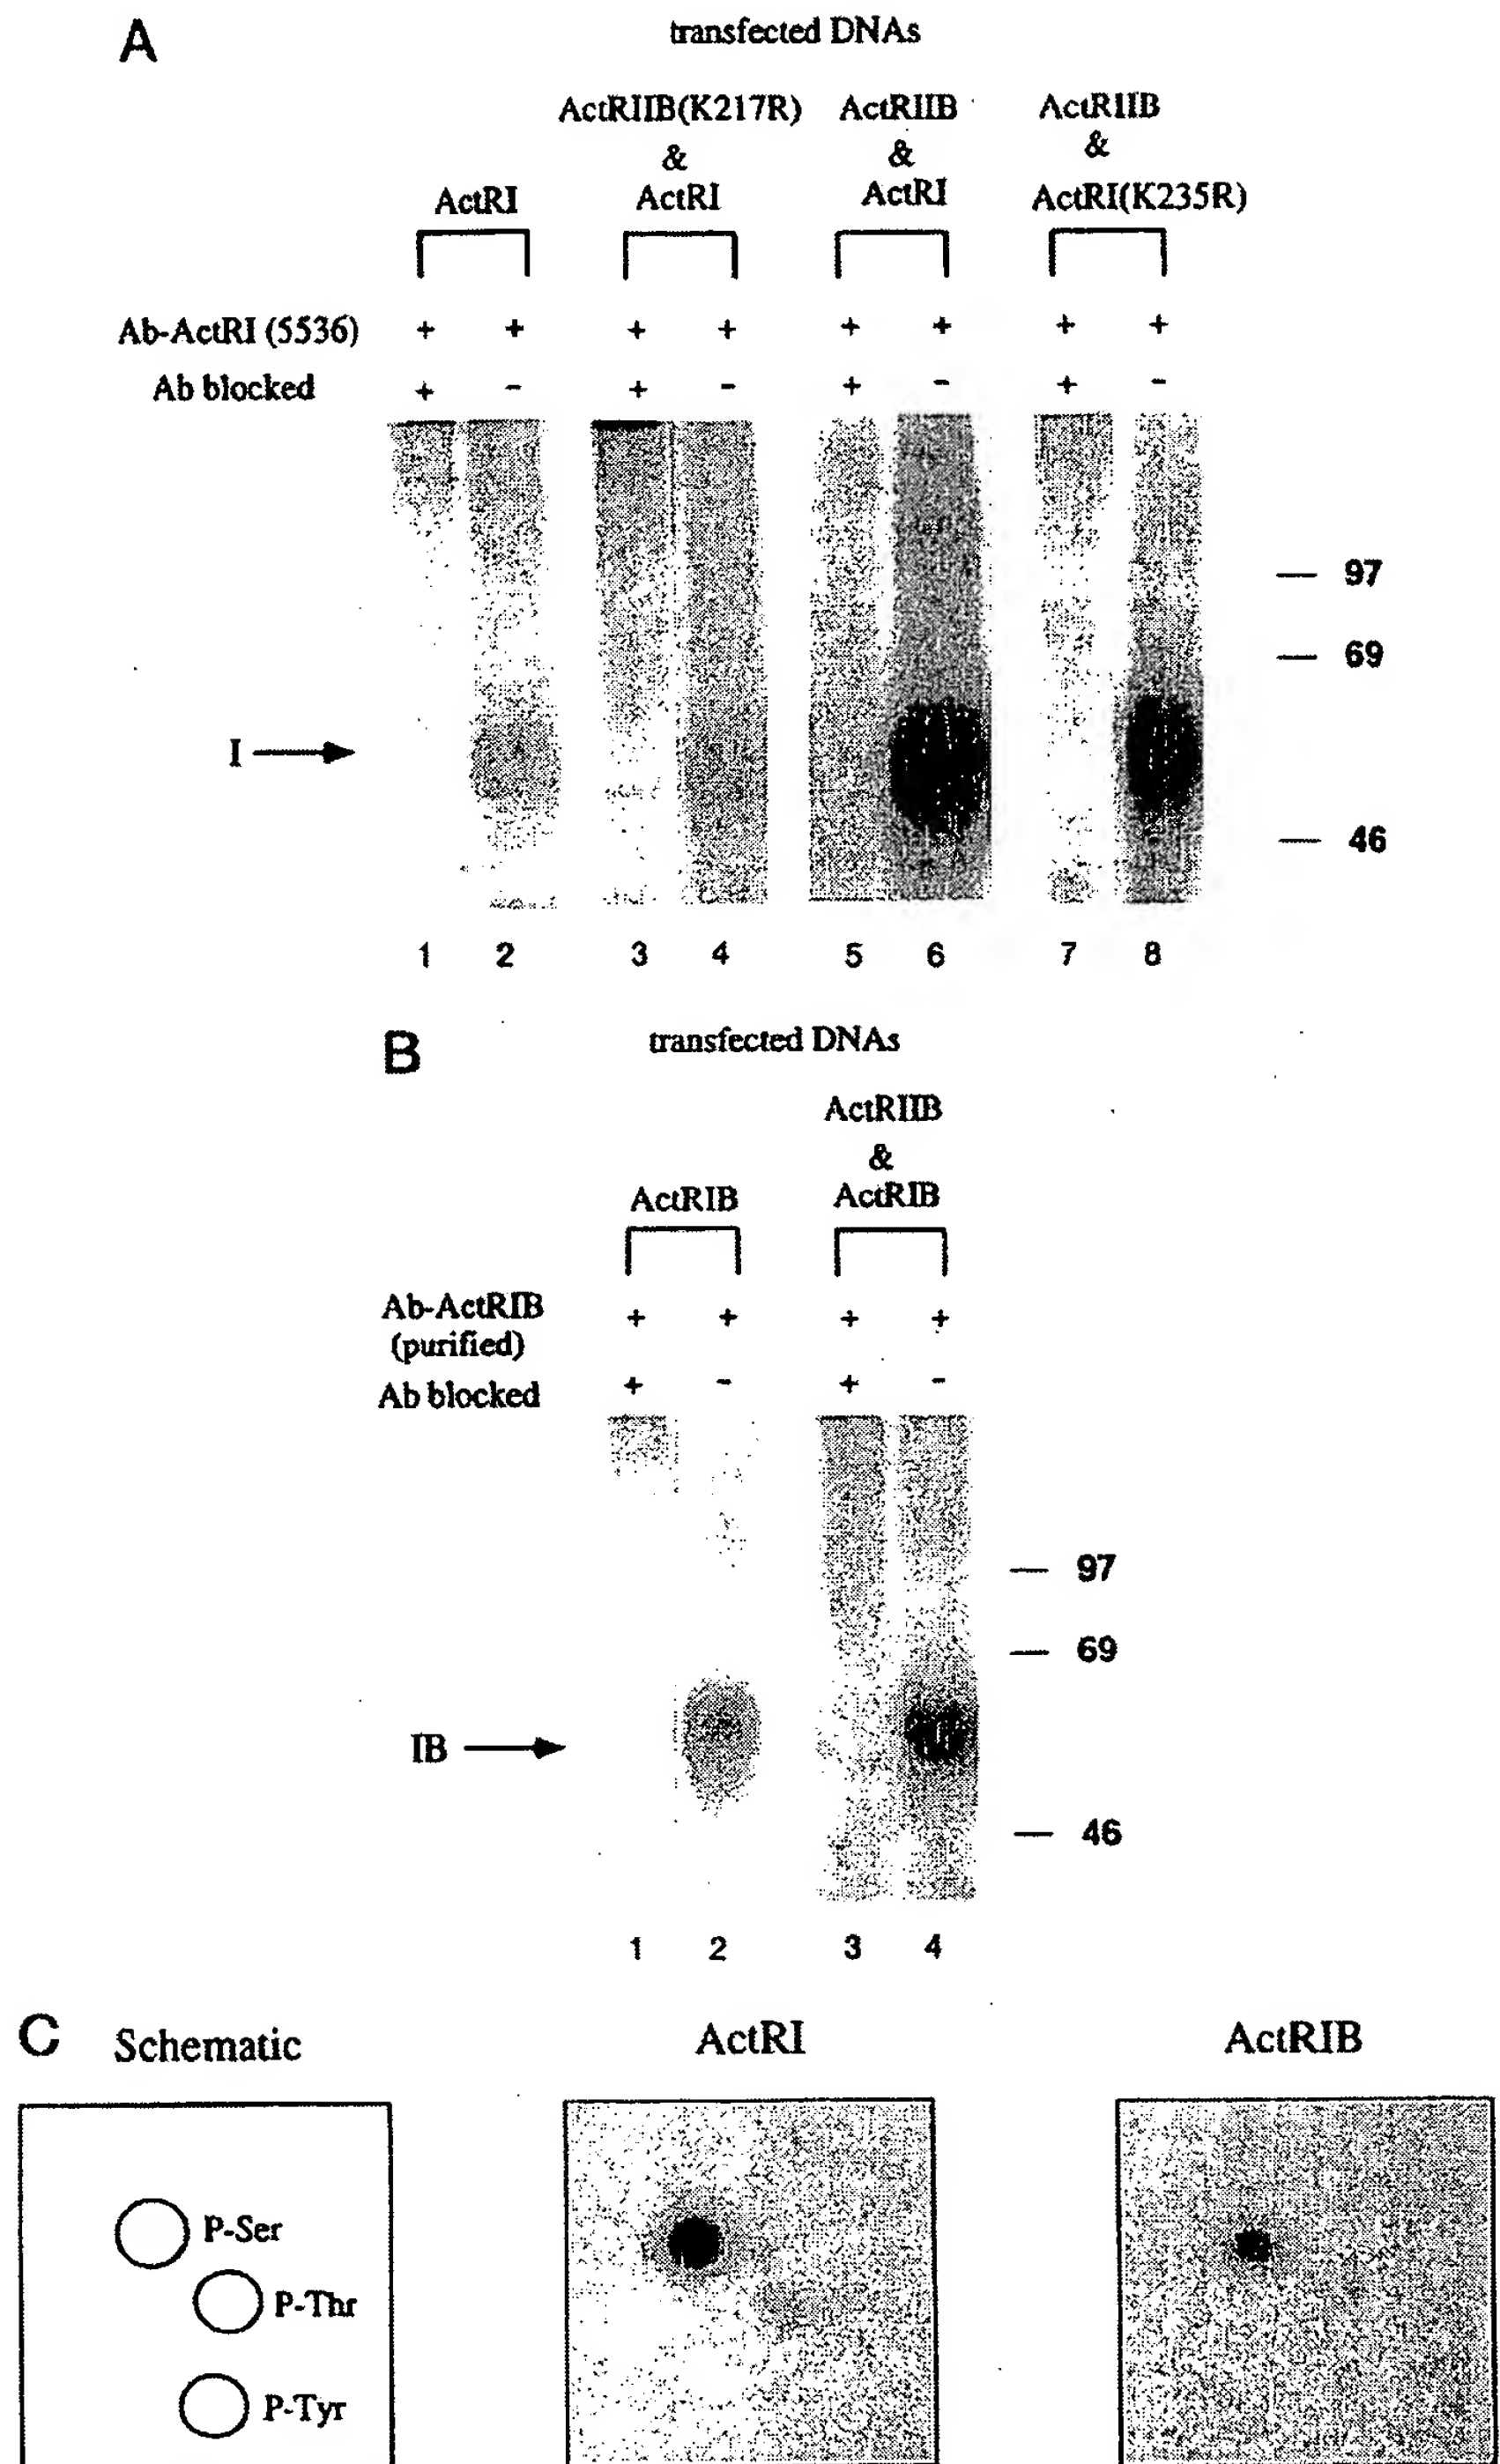 A
transfected DNAs
ActRI
ActRIIB(K217R)
&
ActRI
ActRIIB
&
ActRI
ActRIIB
&
ActRI(K235R)
Ab-ActRI (5536) + + + + + + + +
Ab blocked + - + - + - + -
97
69
I
46
1 2 3 4 5 6 7 8
B
transfected DNAs
ActRIB
ActRIIB
&
ActRIB
Ab-ActRIB + + + +
(purified)
Ab blocked + - + -
97
69
IB
46
1 2 3 4
C
Schematic
ActRI
ActRIB
P-Ser
P-Thr
P-Tyr